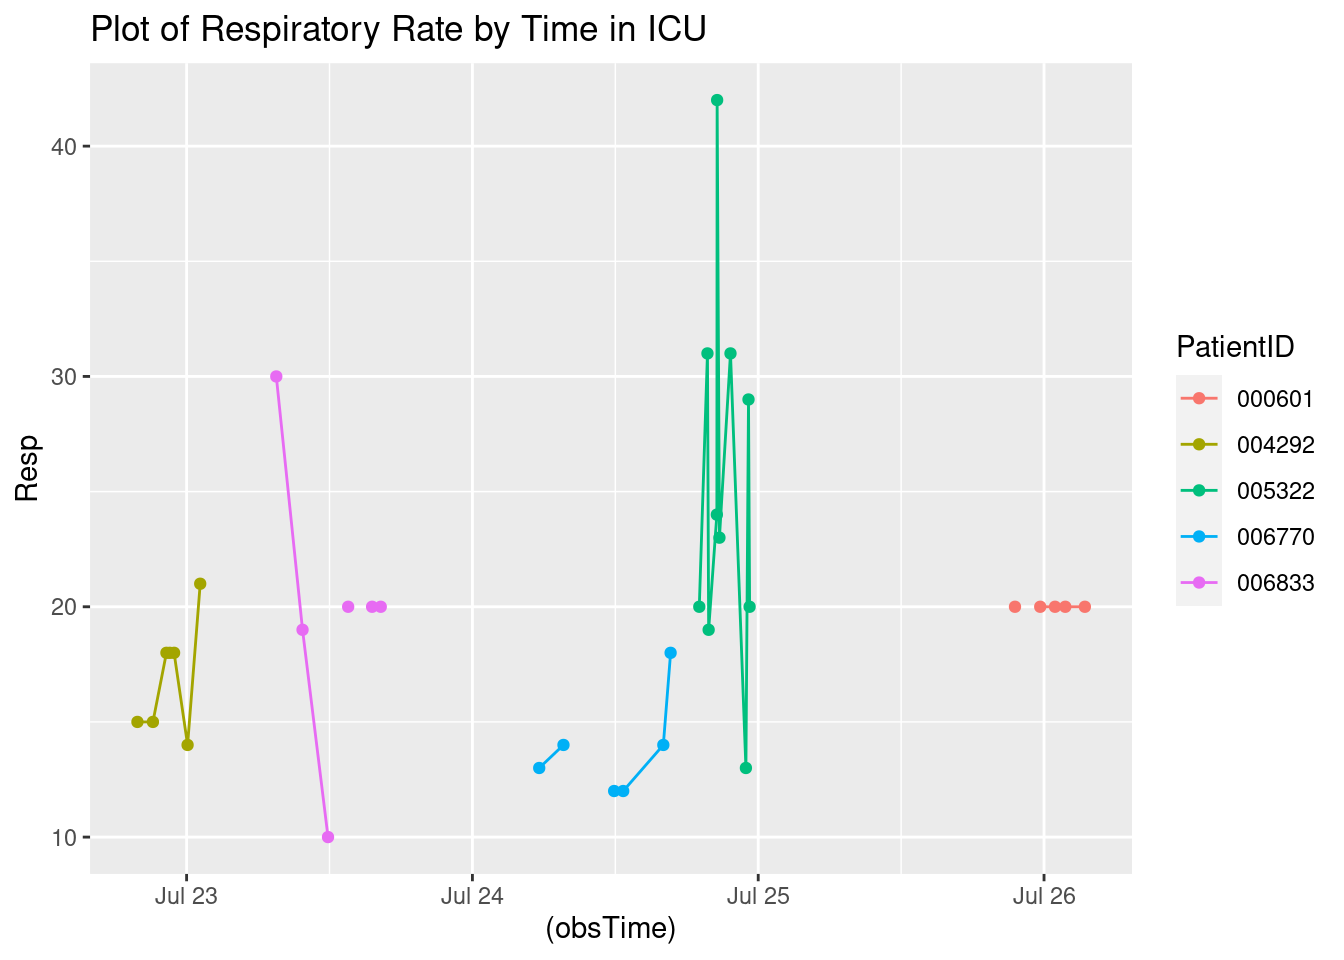 Plot of Respiratory Rate by Time in ICU
40
30
20
10
Resp
Jul 23
Jul 24
Jul 25
Jul 26
(obsTime)
PatientID
000601
004292
005322
006770
006833